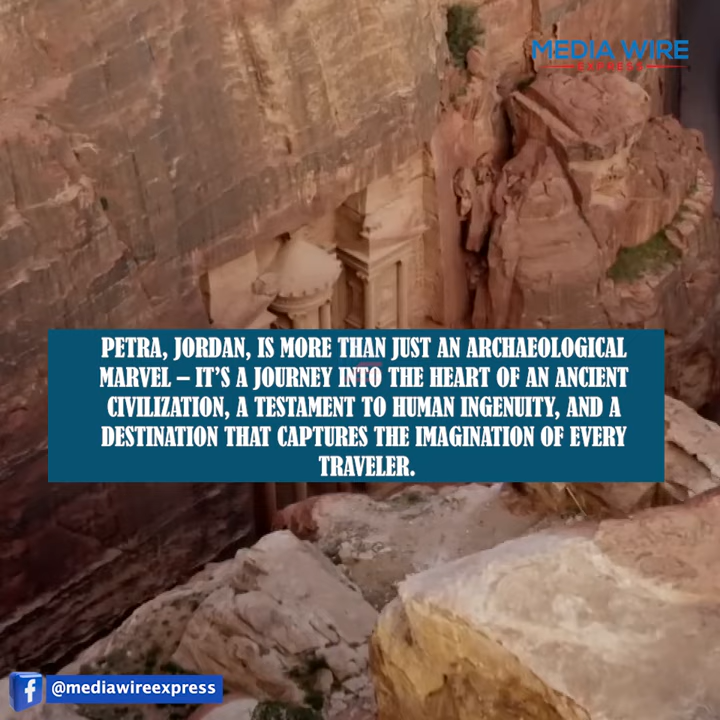 MEDIA WIRE
EXPRESS
PETRA, JORDAN, IS MORE THAN JUST AN ARCHAEOLOGICAL
MARVEL – IT’S A JOURNEY INTO THE HEART OF AN ANCIENT
CIVILIZATION, A TESTAMENT TO HUMAN INGENUITY, AND A
DESTINATION THAT CAPTURES THE IMAGINATION OF EVERY
TRAVELER.
f @mediawireexpress